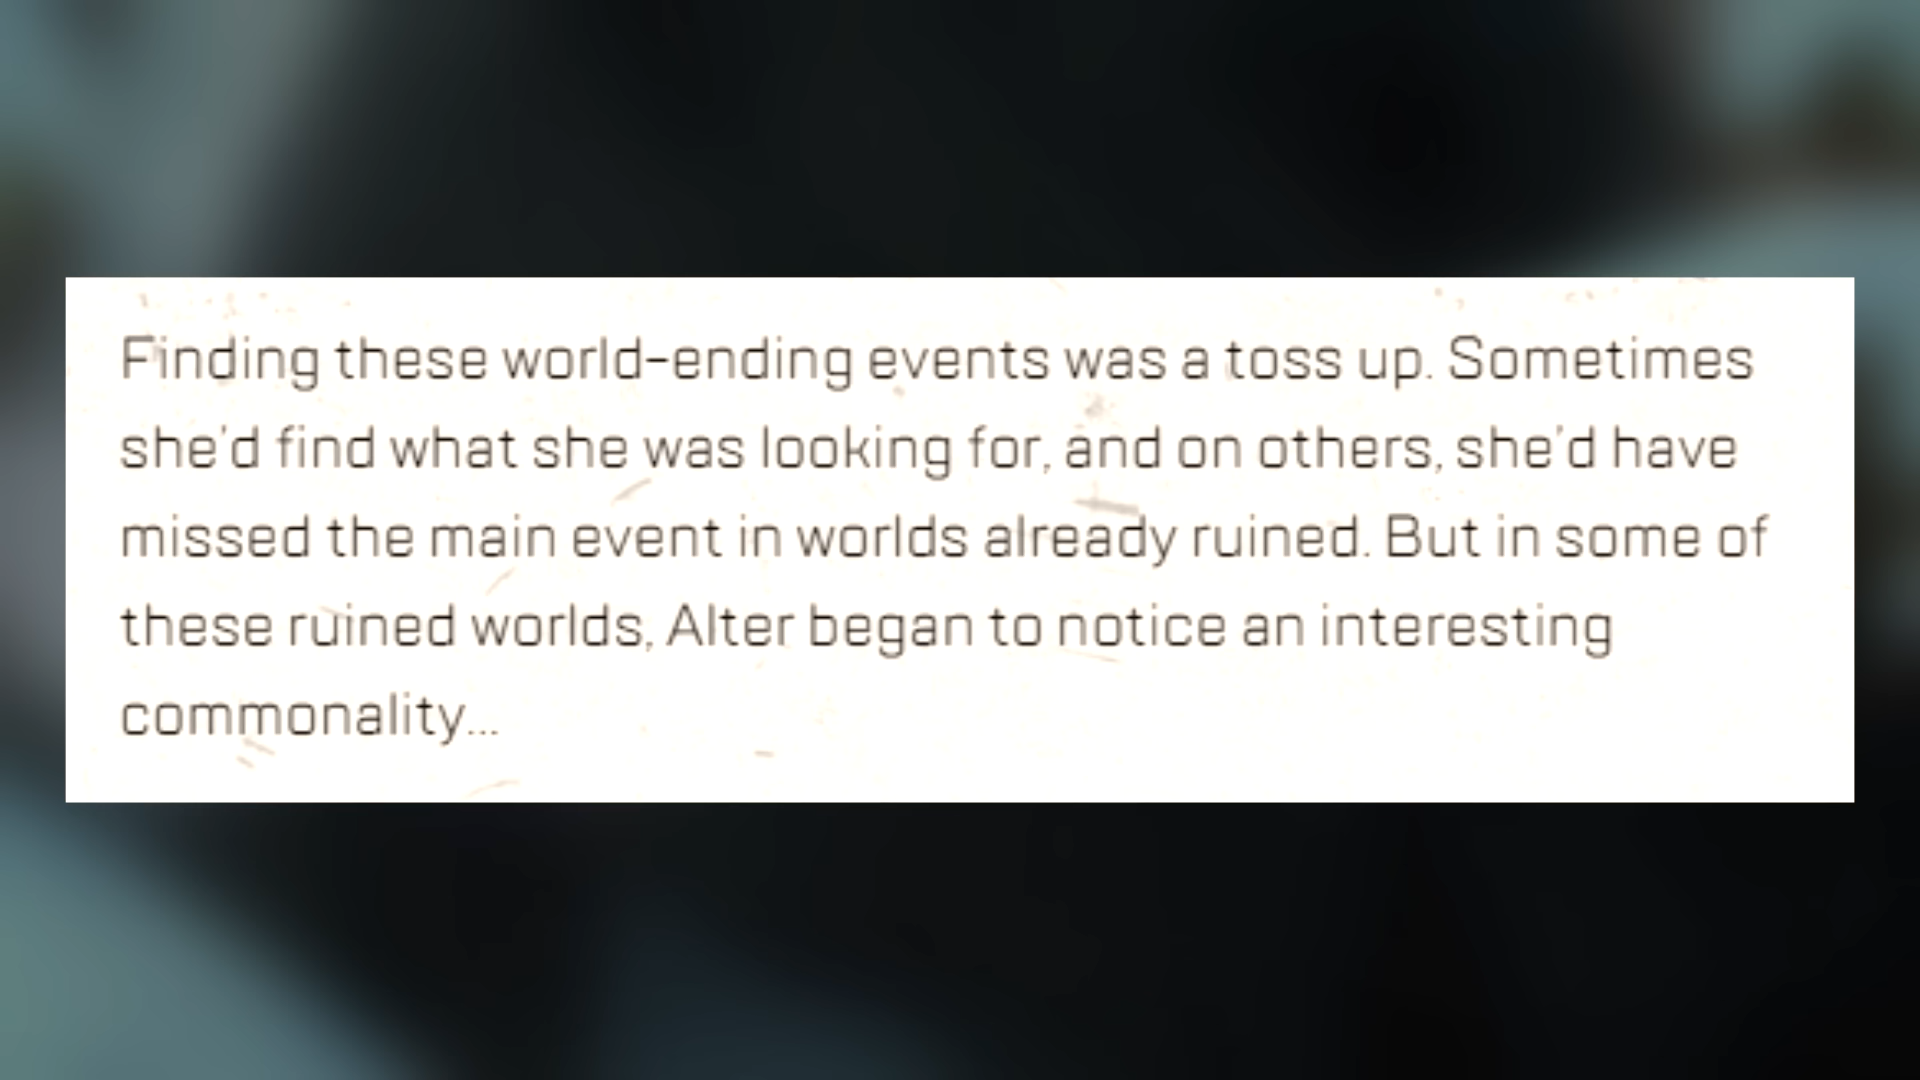 Finding these world-ending events was a toss up. Sometimes
she'd find what she was looking for, and on others, she'd have
missed the main event in worlds already ruined. But in some of
these ruined worlds, Alter began to notice an interesting
commonality...